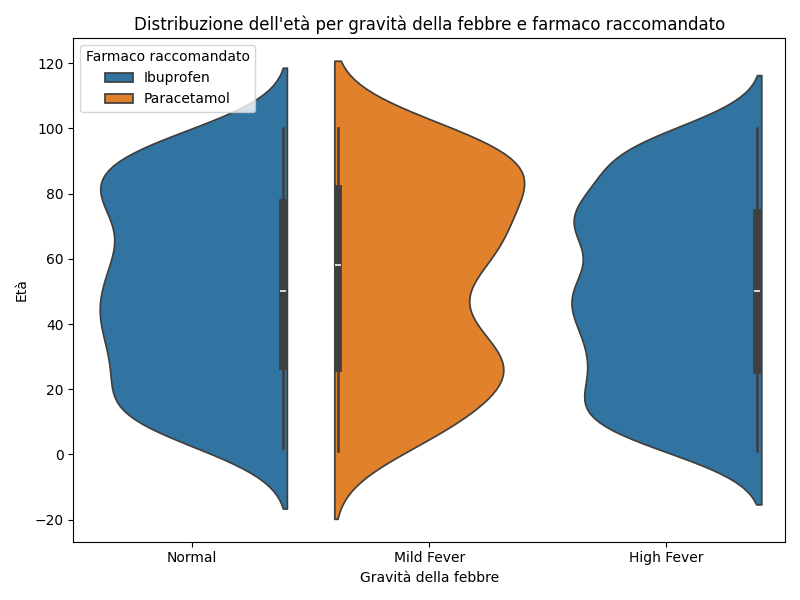 Distribuzione dell'età per gravità della febbre e farmaco raccomandato
Farmaco raccomandato
Ibuprofen
Paracetamol
Età
120
100
80
60
40
20
0
−20
Normal
Mild Fever
High Fever
Gravità della febbre